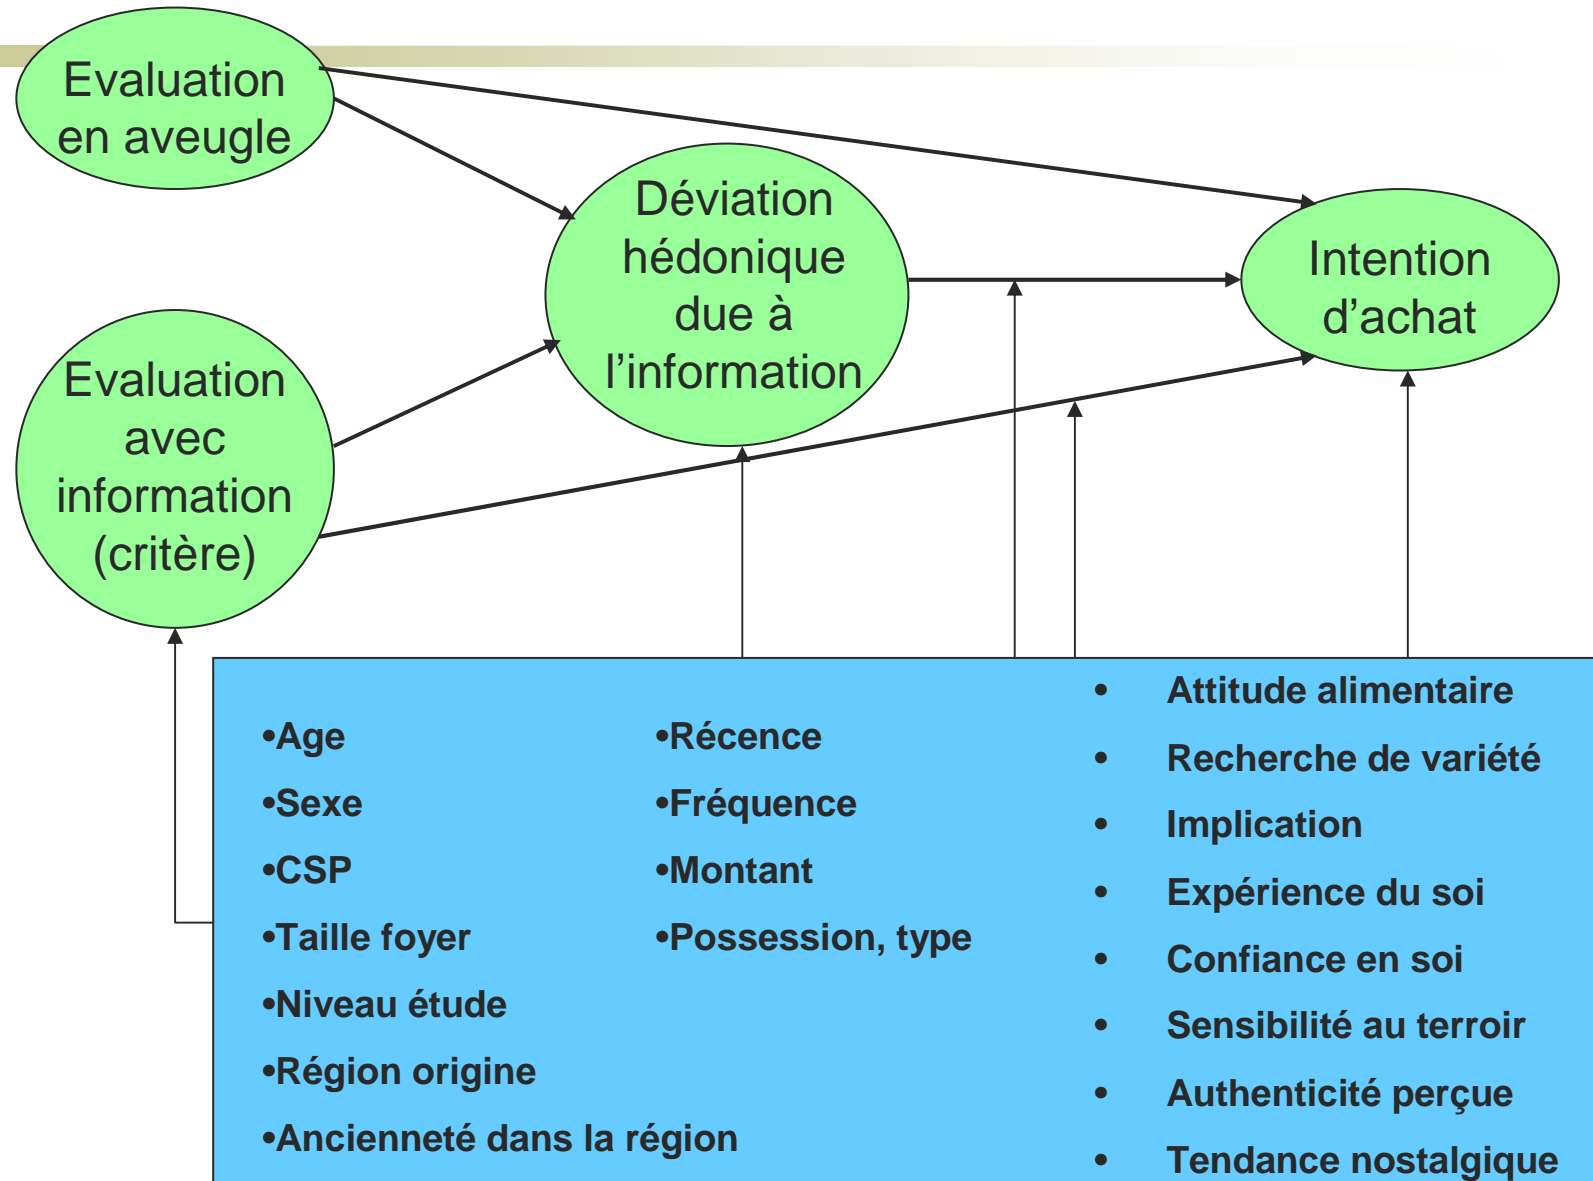 Evaluation
en aveugle
Déviation
hédonique
due à
l’information
Intention
d’achat
Evaluation
avec
information
(critère)
•Age
•Sexe
•CSP
•Taille foyer
•Niveau étude
•Région origine
•Ancienneté dans la région
•Récence
•Fréquence
•Montant
•Possession, type
• Attitude alimentaire
• Recherche de variété
• Implication
• Expérience du soi
• Confiance en soi
• Sensibilité au terroir
• Authenticité perçue
• Tendance nostalgique